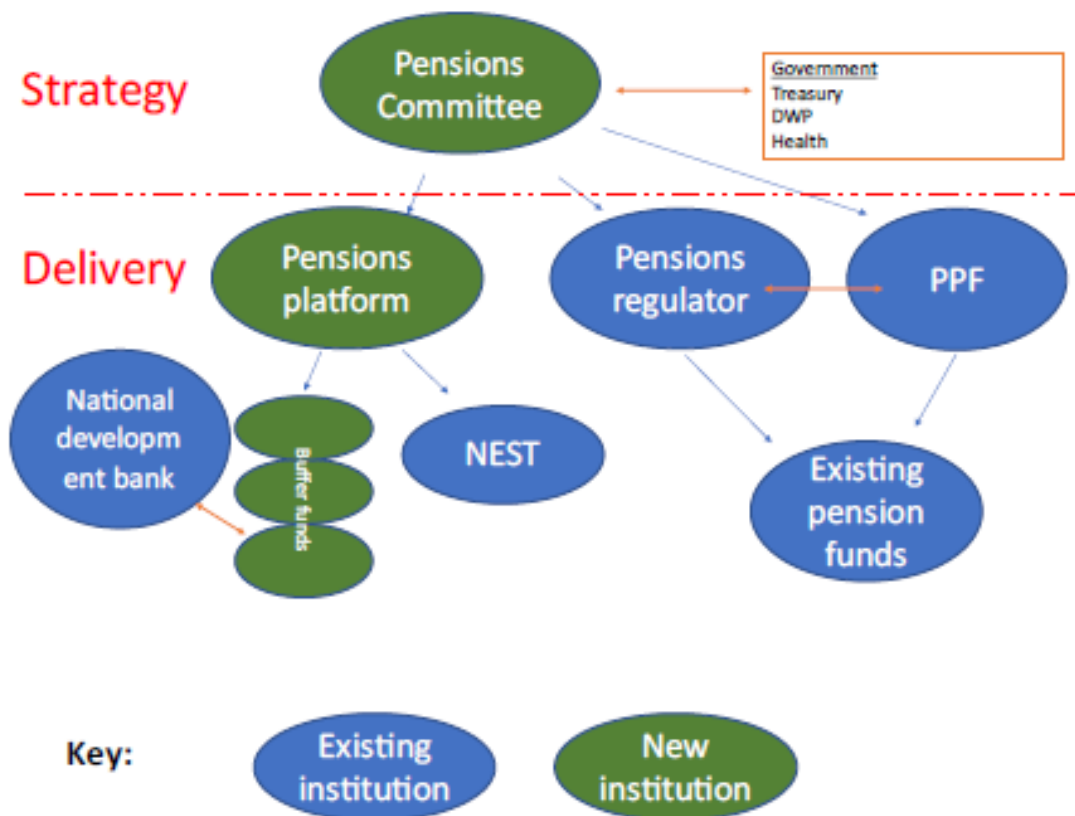 Strategy
Pensions
Committee
Government
Treasury
DWP
Health
Delivery
Pensions
platform
Pensions
regulator
PPF
National
developm
ent bank
Buffer funds
NEST
Existing
pension
funds
Key:
Existing
institution
New
institution